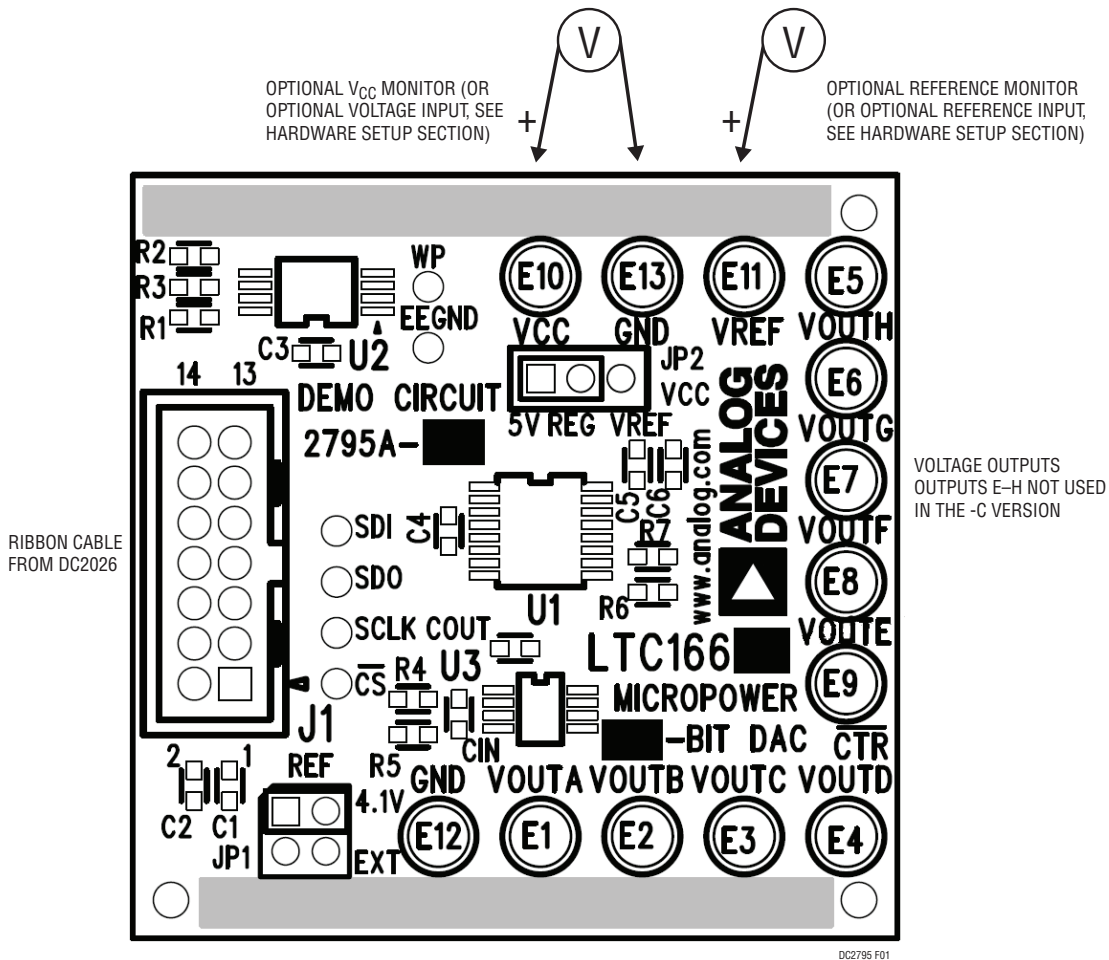 V
V
OPTIONAL VCC MONITOR (OR
OPTIONAL VOLTAGE INPUT, SEE
HARDWARE SETUP SECTION)
+
+
OPTIONAL REFERENCE MONITOR
(OR OPTIONAL REFERENCE INPUT,
SEE HARDWARE SETUP SECTION)
R2
R3
R1
C3
U2
WP
EEGND
E10
VCC
E13
GND
E11
VREF
E5
VOUTH
JP2
VCC
5V REG VREF
E6
VOUTG
14 13
DEMO CIRCUIT
2795A-
ANALOG
DEVICES
www.analog.com
E7
VOUTF
VOLTAGE OUTPUTS
OUTPUTS E–H NOT USED
IN THE -C VERSION
RIBBON CABLE
FROM DC2026
SDI
SDO
SCLK
CS
C4
U1
C5
C6
R7
R6
E8
VOUTE
COUT
U3
R4
R5
CIN
LTC166
MICROPOWER
-BIT DAC
E9
CTR
J1
2 1
C2 C1
REF
4.1V
JP1
EXT
GND
E12
VOUTA
E1
VOUTB
E2
VOUTC
E3
VOUTD
E4
DC2795 F01